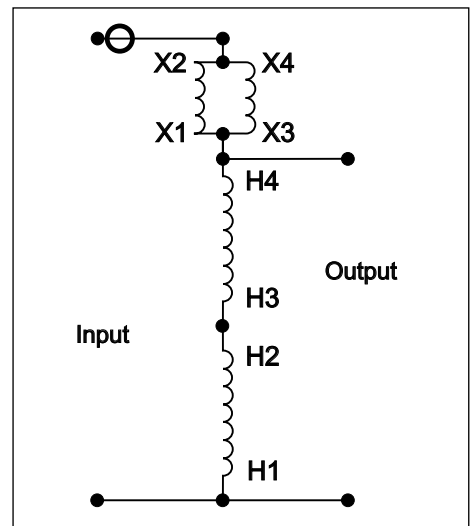 X2 X4
X1 X3
H4
Output
H3
Input
H2
H1